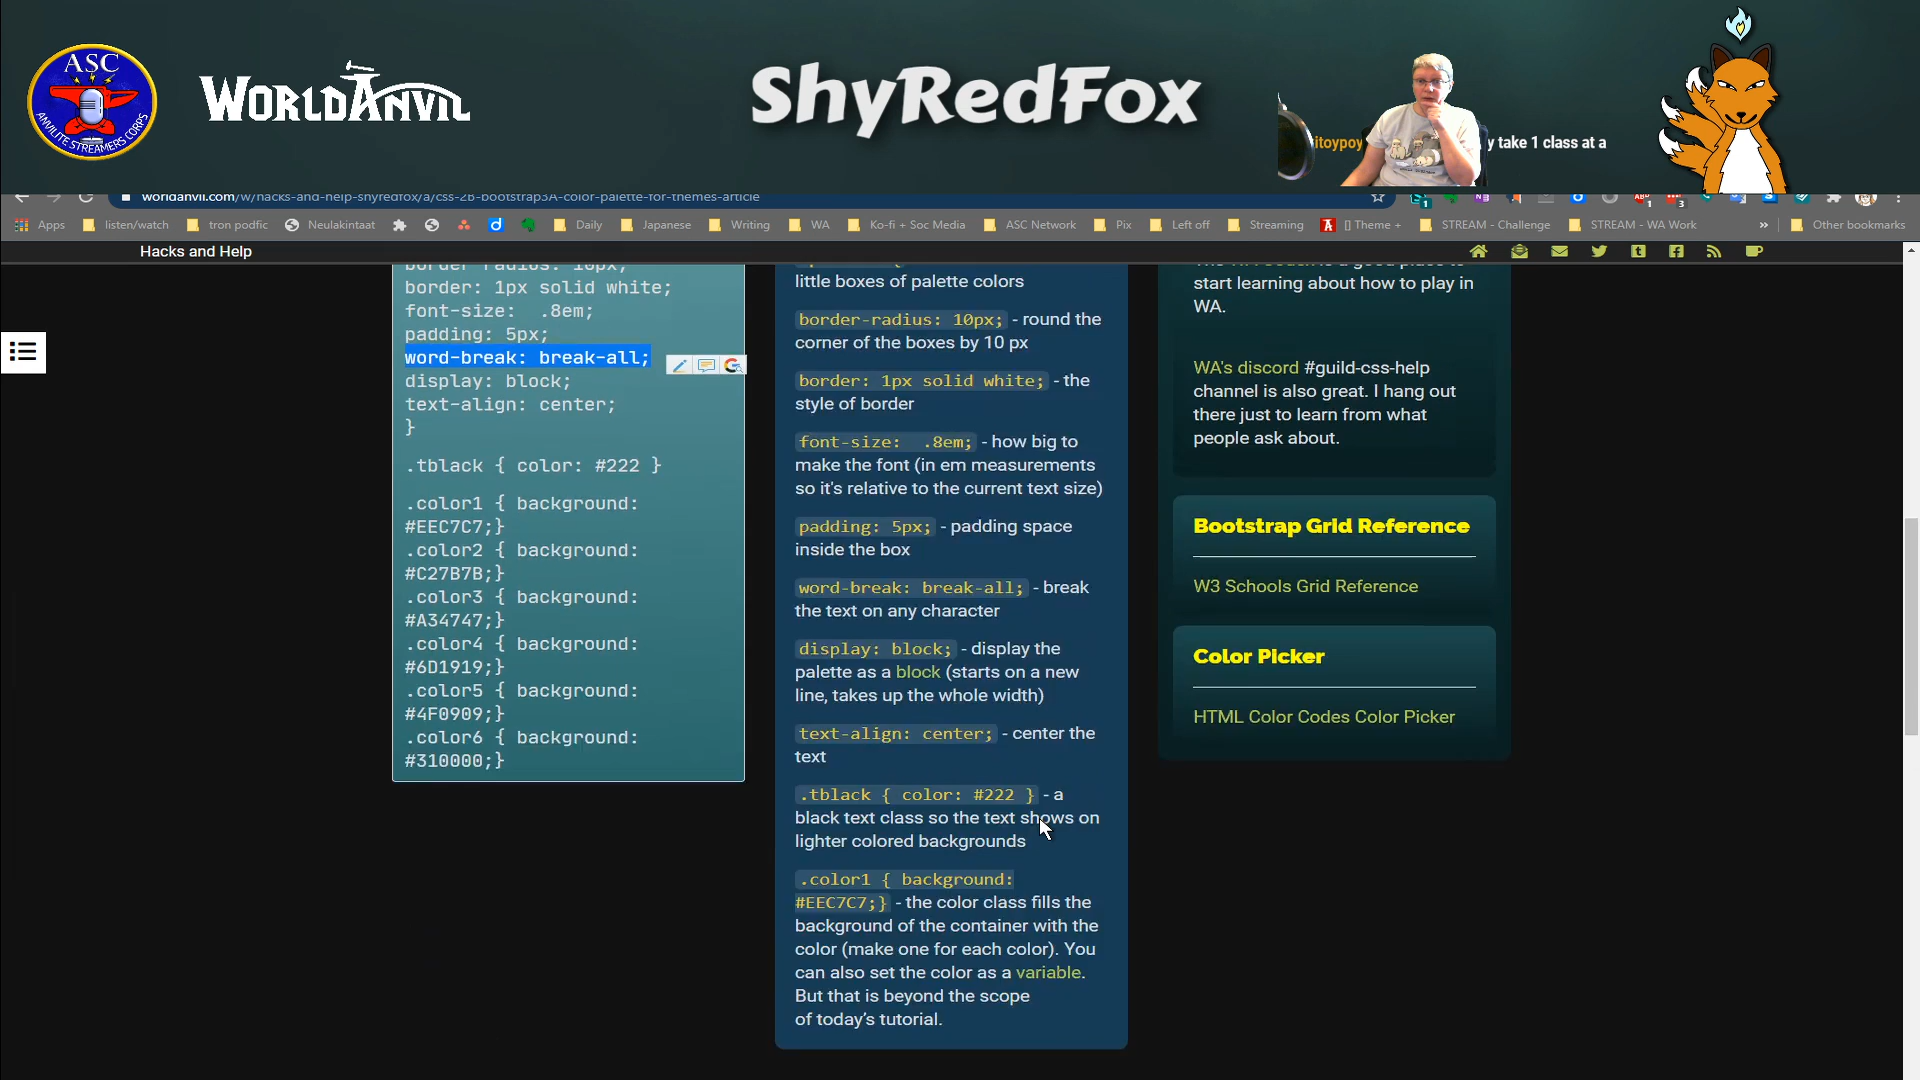 ASC
ANVILITE STREAMERS CORPS
WORLDANVIL
ShyRedFox
itoypoy
y take 1 class at a
worldanvil.com/w/hacks-and-help-shyredfox/a/css-2B-bootstrap3A-color-palette-for-themes-article
Apps
listen/watch
tron podfic
Neulakintaat
Daily
Japanese
Writing
WA
Ko-fi + Soc Media
ASC Network
Pix
Left off
Streaming
[] Theme +
STREAM - Challenge
STREAM - WA Work
»
Other bookmarks
Hacks and Help
border-radius: 10px;
border: 1px solid white;
font-size:  .8em;
padding: 5px;
word-break: break-all;
display: block;
text-align: center;
}
.tblack { color: #222 }
.color1 { background:
#EEC7C7;}
.color2 { background:
#C27B7B;}
.color3 { background:
#A34747;}
.color4 { background:
#6D1919;}
.color5 { background:
#4F0909;}
.color6 { background:
#310000;}
little boxes of palette colors
border-radius: 10px; - round the
corner of the boxes by 10 px
border: 1px solid white; - the
style of border
font-size:  .8em; - how big to
make the font (in em measurements
so it's relative to the current text size)
padding: 5px; - padding space
inside the box
word-break: break-all; - break
the text on any character
display: block; - display the
palette as a block (starts on a new
line, takes up the whole width)
text-align: center; - center the
text
.tblack { color: #222 } - a
black text class so the text shows on
lighter colored backgrounds
.color1 { background:
#EEC7C7;} - the color class fills the
background of the container with the
color (make one for each color). You
can also set the color as a variable.
But that is beyond the scope
of today's tutorial.
start learning about how to play in
WA.
WA's discord #guild-css-help
channel is also great. I hang out
there just to learn from what
people ask about.
Bootstrap Grid Reference
W3 Schools Grid Reference
Color Picker
HTML Color Codes Color Picker